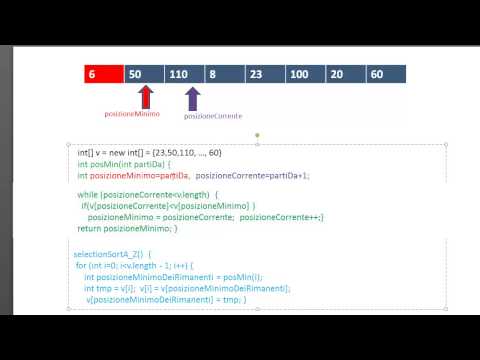 6 50 110 8 23 100 20 60
posizioneMinimo posizioneCorrente
int[] v = new int[] = {23,50,110, ..., 60}
int posMin(int partiDa) {
int posizioneMinimo=partiDa, posizioneCorrente=partiDa+1;
while (posizioneCorrente<v.length) {
if(v[posizioneCorrente]<v[posizioneMinimo] }
posizioneMinimo = posizioneCorrente; posizioneCorrente++;}
return posizioneMinimo; }
selectionSortA_Z() {
for (int i=0; i<v.length - 1; i++) {
int posizioneMinimoDeiRimanenti = posMin(i);
int tmp = v[i]; v[i] = v[posizioneMinimoDeiRimanenti];
v[posizioneMinimoDeiRimanenti] = tmp; }